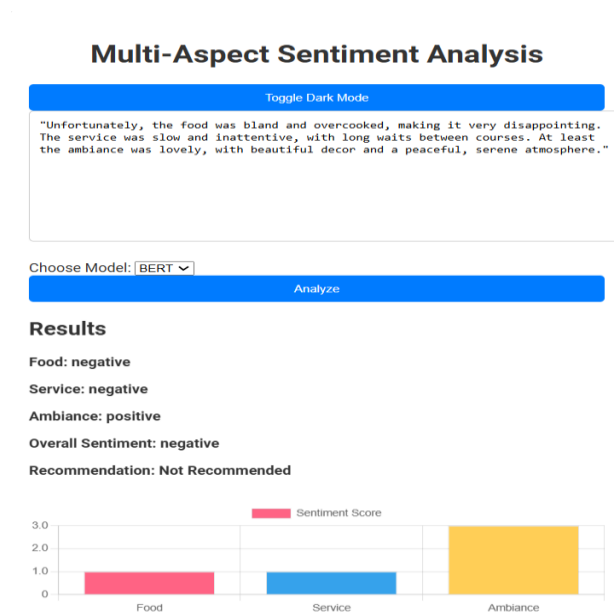 Multi-Aspect Sentiment Analysis
Toggle Dark Mode
"Unfortunately, the food was bland and overcooked, making it very disappointing.
The service was slow and inattentive, with long waits between courses. At least
the ambiance was lovely, with beautiful decor and a peaceful, serene atmosphere."
Choose Model: BERT
Analyze
Results
Food: negative
Service: negative
Ambiance: positive
Overall Sentiment: negative
Recommendation: Not Recommended
Sentiment Score
3.0
2.0
1.0
0
Food Service Ambiance